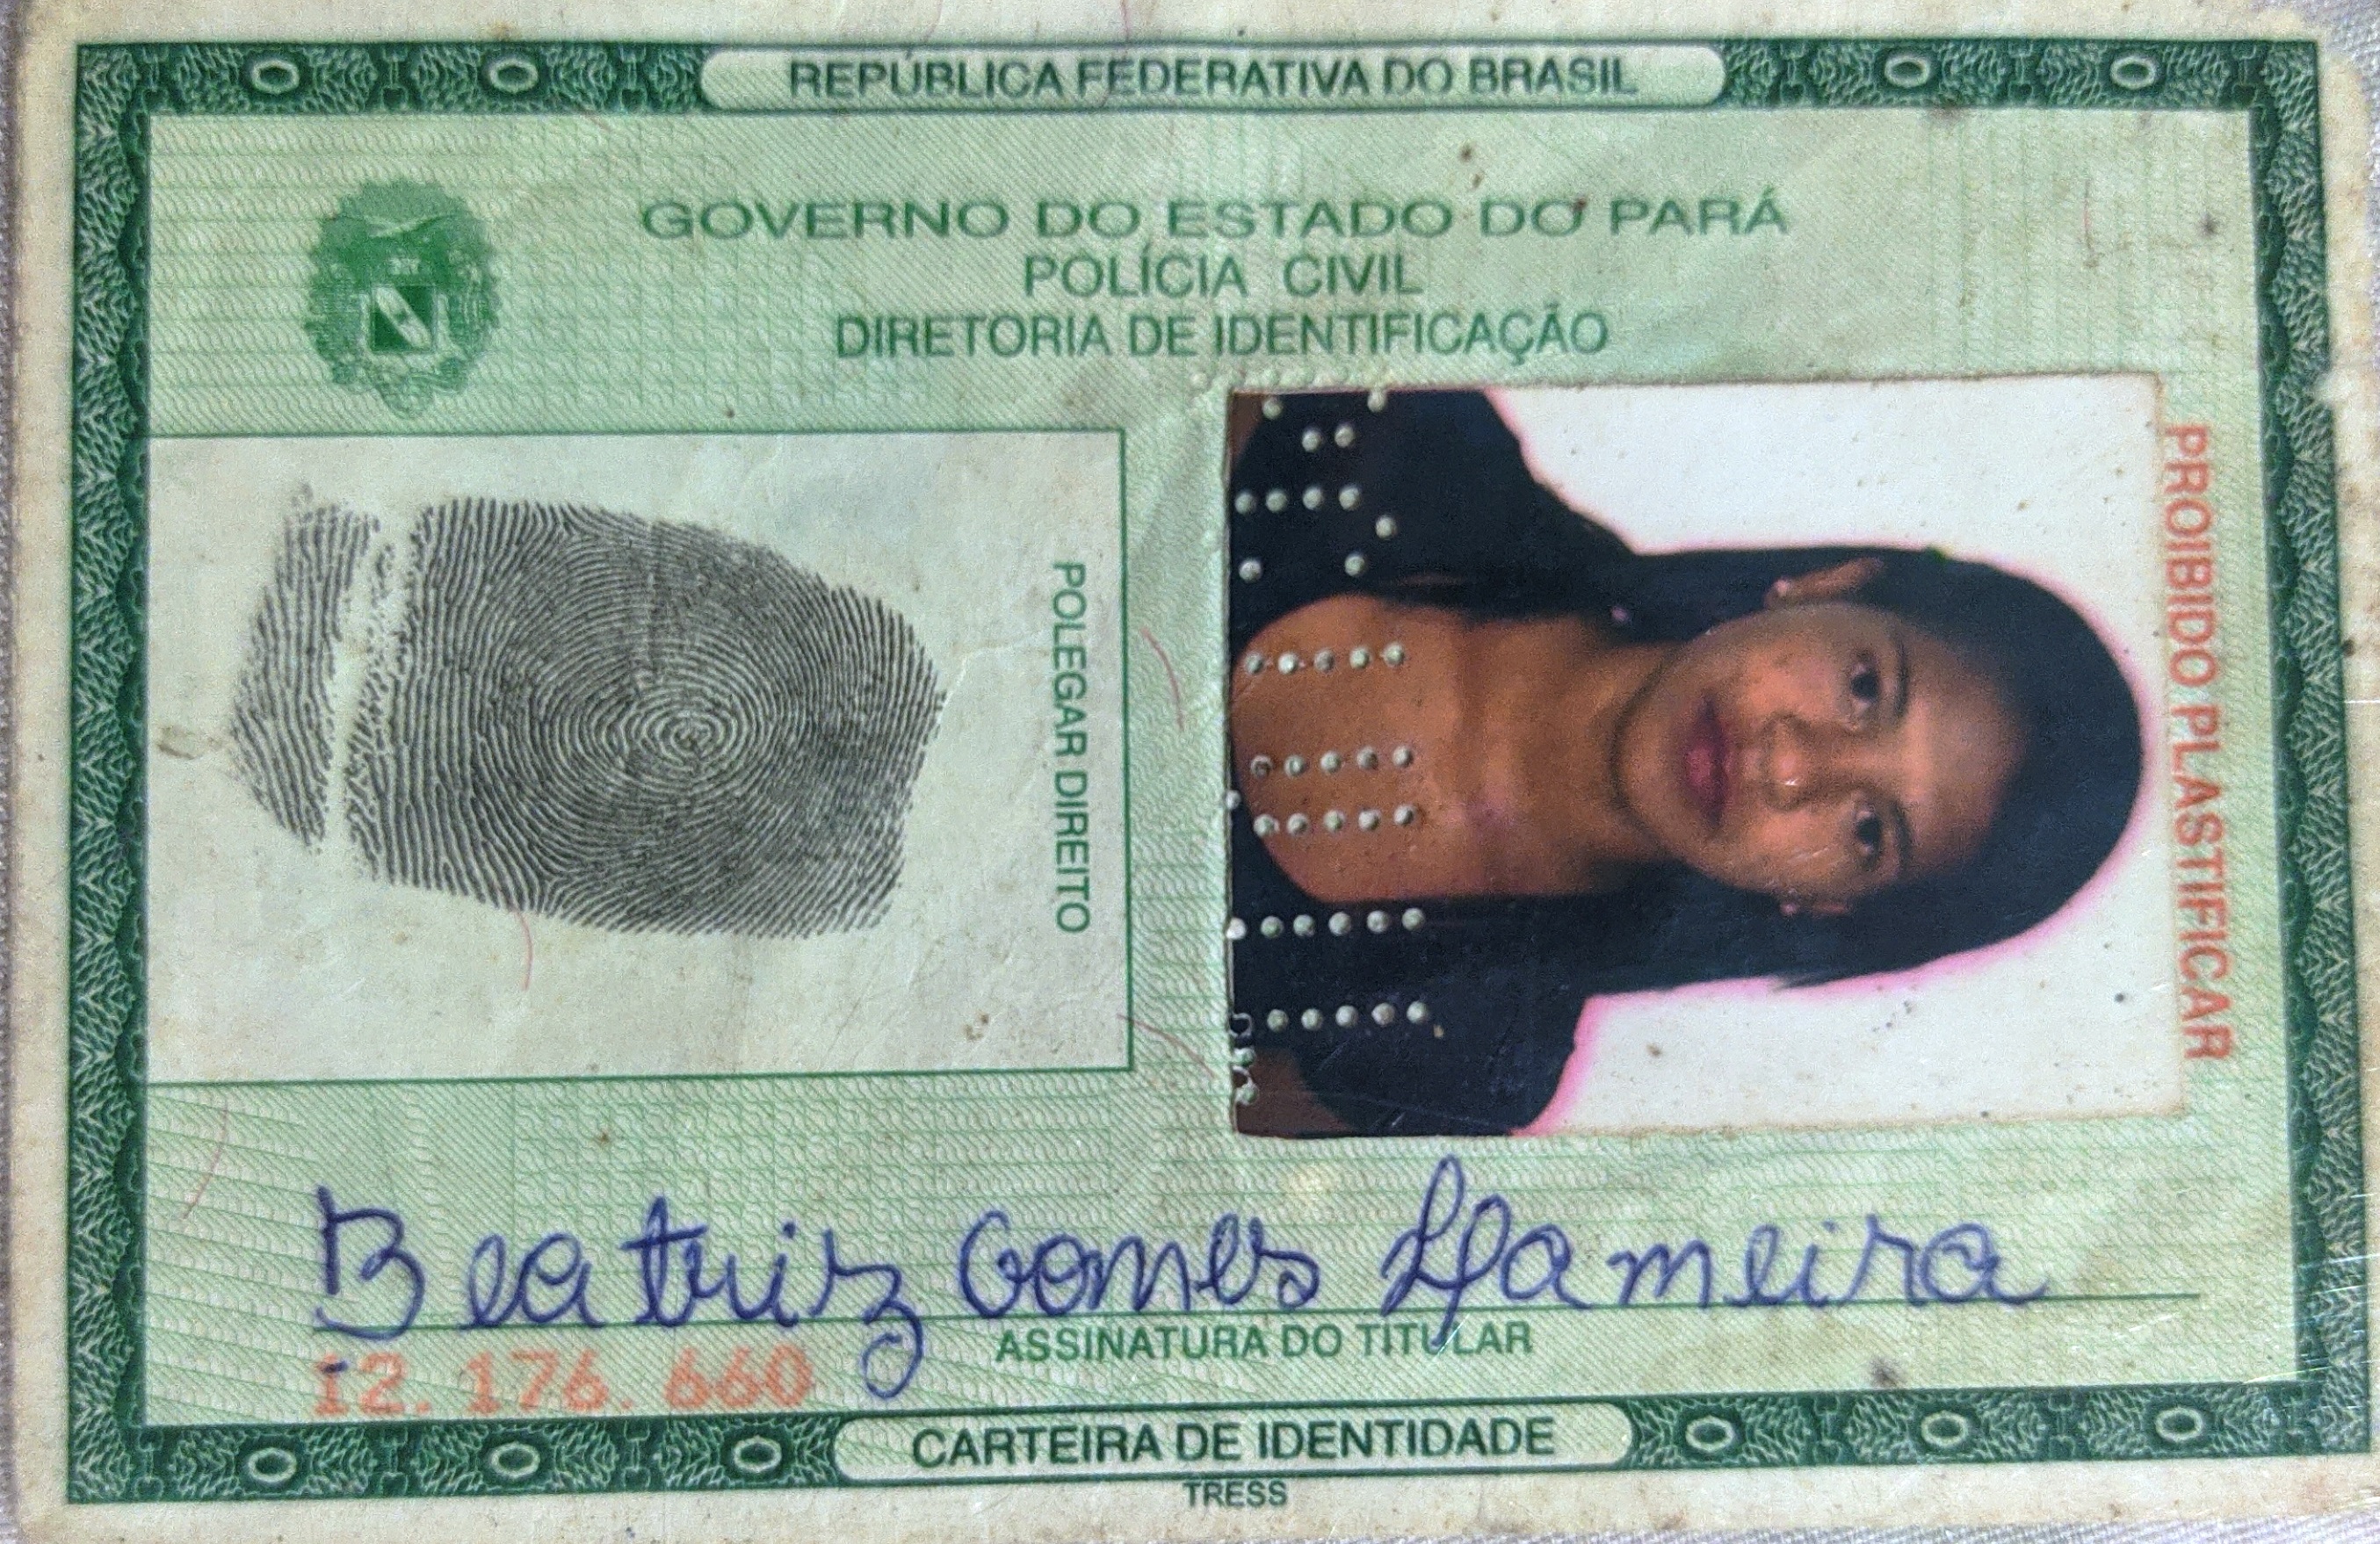 REPÚBLICA FEDERATIVA DO BRASIL
GOVERNO DO ESTADO DO PARÁ
POLÍCIA CIVIL
DIRETORIA DE IDENTIFICAÇÃO
POLEGAR DIREITO
PROIBIDO PLASTIFICAR
Beatriz Gomes Lameira
ASSINATURA DO TITULAR
12.176.660
CARTEIRA DE IDENTIDADE
TRESS